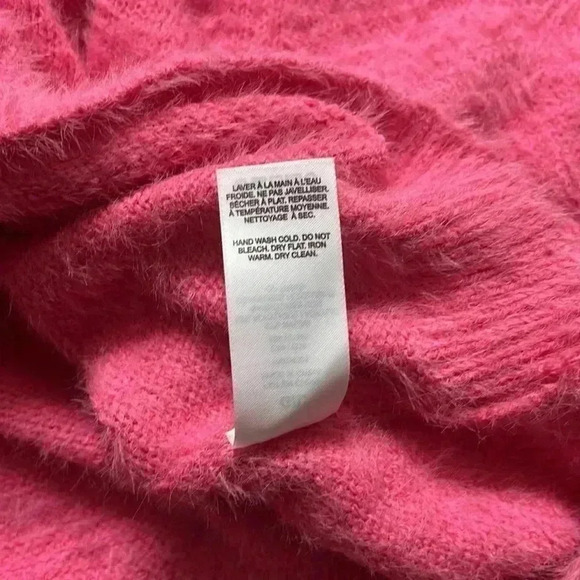 LAVER À LA MAIN À L'EAU
FROIDE. NE PAS JAVELLISER.
SÉCHER À PLAT. REPASSER
À TEMPÉRATURE MOYENNE.
NETTOYAGE À SEC.
HAND WASH COLD. DO NOT
BLEACH. DRY FLAT. IRON
WARM. DRY CLEAN.